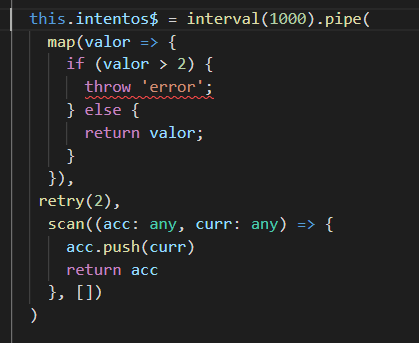 this.intentos$ = interval(1000).pipe(
  map(valor => {
    if (valor > 2) {
      throw 'error';
    } else {
      return valor;
    }
  }),
 retry(2),
  scan((acc: any, curr: any) => {
    acc.push(curr)
    return acc
  }, [])
)